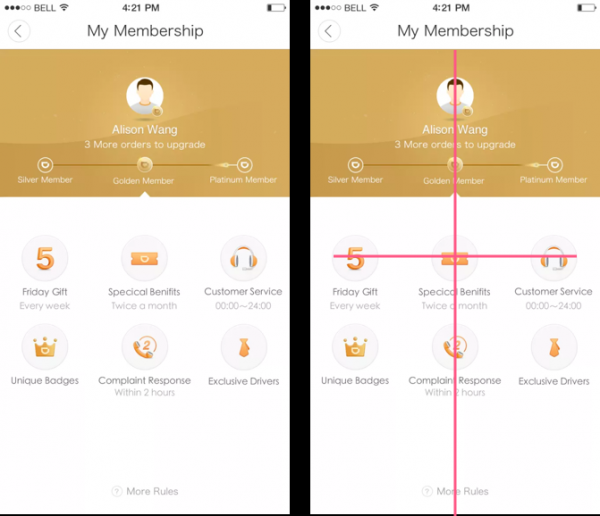 BELL 4:21 PM
My Membership
Alison Wang
3 More orders to upgrade
Silver Member Golden Member Platinum Member
5
Friday Gift Specical Benifits Customer Service
Every week Twice a month 00:00～24:00
2
Unique Badges Complaint Response Exclusive Drivers
Within 2 hours
? More Rules
BELL 4:21 PM
My Membership
Alison Wang
3 More orders to upgrade
Silver Member Golden Member Platinum Member
5
Friday Gift Specical Benifits Customer Service
Every week Twice a month 00:00～24:00
2
Unique Badges Complaint Response Exclusive Drivers
Within 2 hours
? More Rules